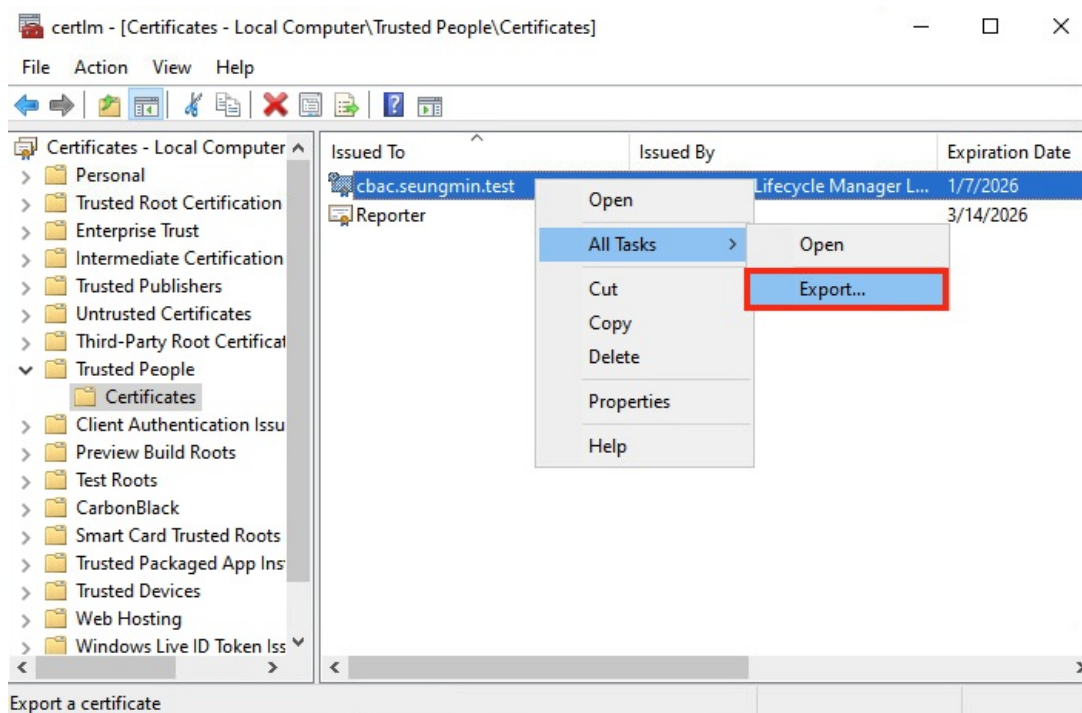 certlm - [Certificates - Local Computer\Trusted People\Certificates]
File Action View Help
Certificates - Local Computer
Personal
Trusted Root Certification
Enterprise Trust
Intermediate Certification
Trusted Publishers
Untrusted Certificates
Third-Party Root Certificat
Trusted People
Certificates
Client Authentication Issu
Preview Build Roots
Test Roots
CarbonBlack
Smart Card Trusted Roots
Trusted Packaged App Ins
Trusted Devices
Web Hosting
Windows Live ID Token Iss
Issued To Issued By Expiration Date
cbac.seungmin.test Lifecycle Manager L... 1/7/2026
Reporter 3/14/2026
Open
All Tasks
Cut
Copy
Delete
Properties
Help
Open
Export...
Export a certificate